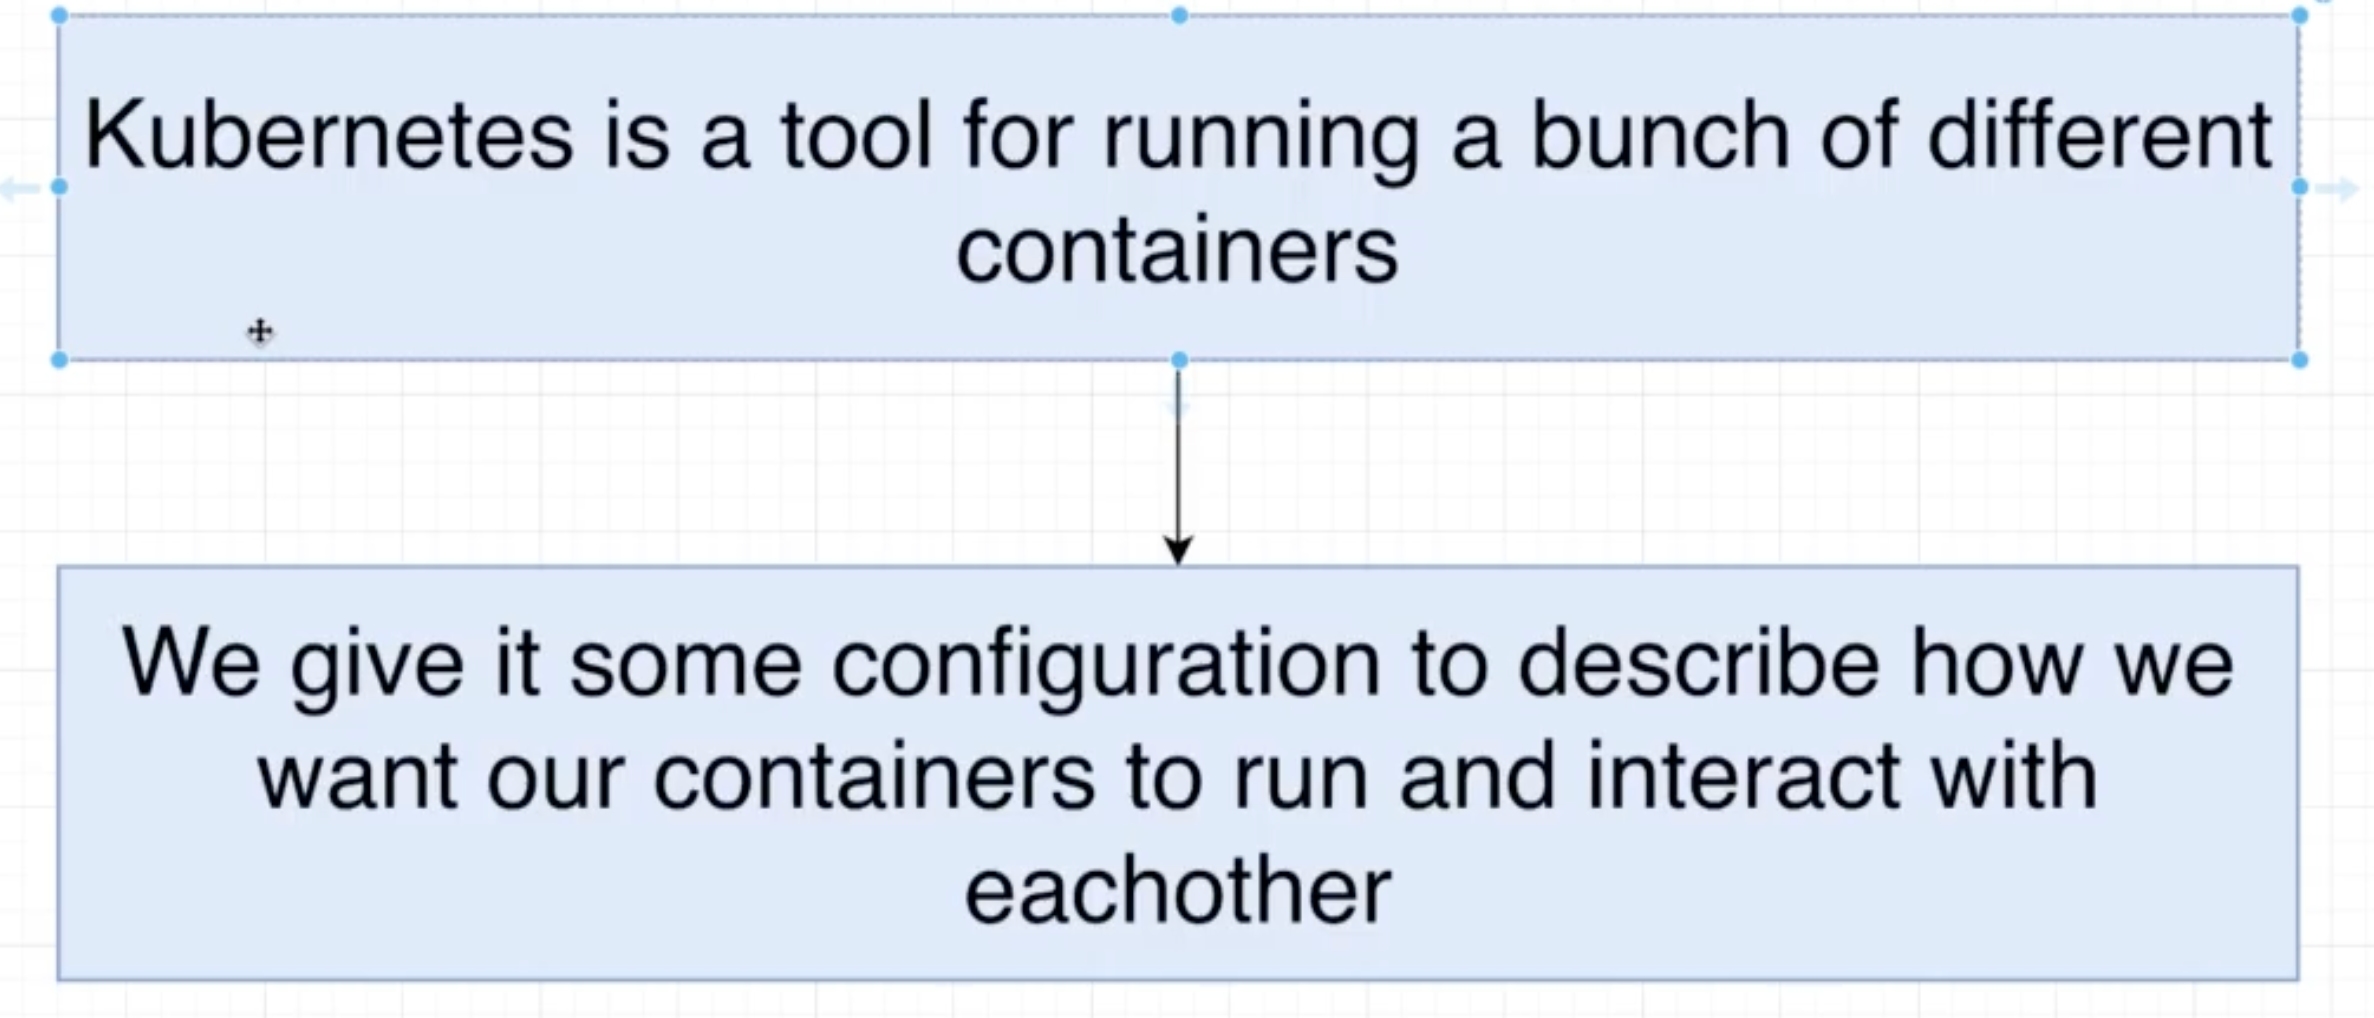 Kubernetes is a tool for running a bunch of different
containers
We give it some configuration to describe how we
want our containers to run and interact with
eachother